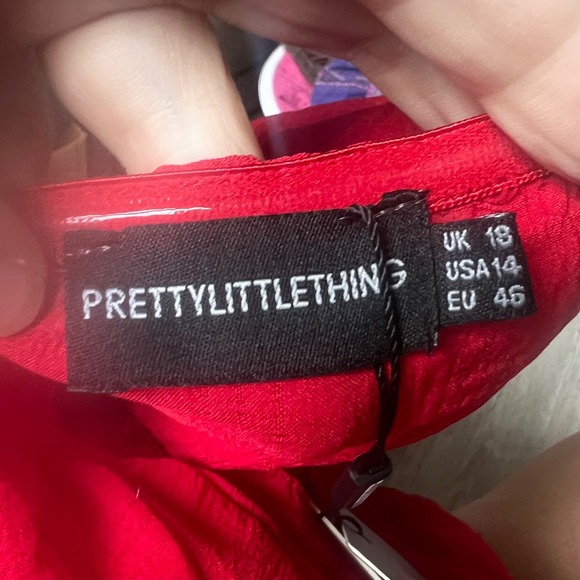 PRETTYLITTLETHING
UK 18
USA 14
EU 46